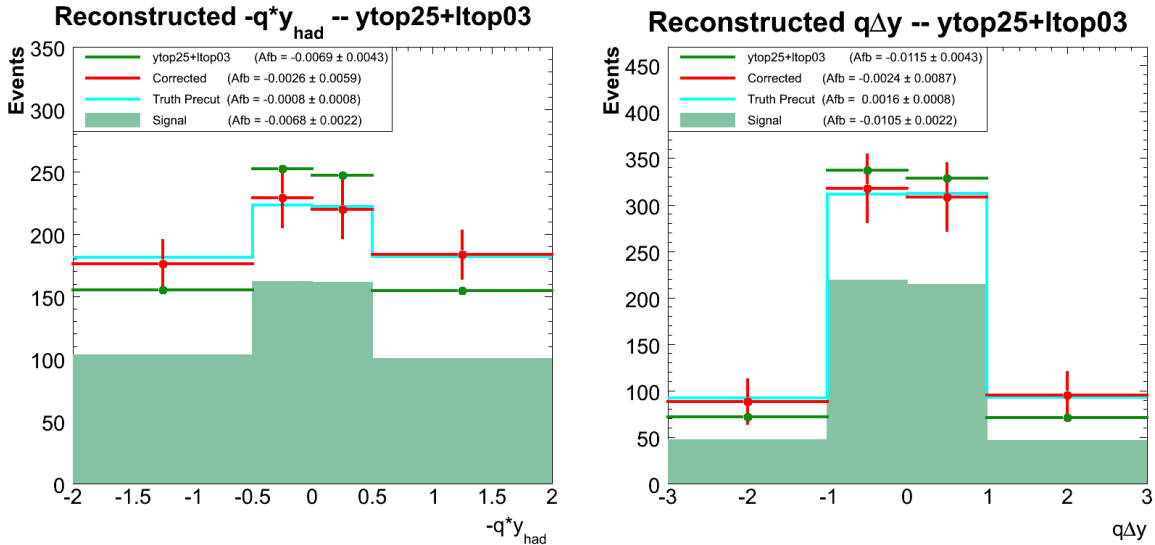 Reconstructed -q*y_had -- ytop25+ltop03
Events
350
300
250
200
150
100
50
0
ytop25+ltop03 (Afb = -0.0069 ± 0.0043)
Corrected (Afb = -0.0026 ± 0.0059)
Truth Precut (Afb = -0.0008 ± 0.0008)
Signal (Afb = -0.0068 ± 0.0022)
-2 -1.5 -1 -0.5 0 0.5 1 1.5 2
-q*y_had
Reconstructed qΔy -- ytop25+ltop03
Events
450
400
350
300
250
200
150
100
50
0
ytop25+ltop03 (Afb = -0.0115 ± 0.0043)
Corrected (Afb = -0.0024 ± 0.0087)
Truth Precut (Afb = 0.0016 ± 0.0008)
Signal (Afb = -0.0105 ± 0.0022)
-3 -2 -1 0 1 2 3
qΔy